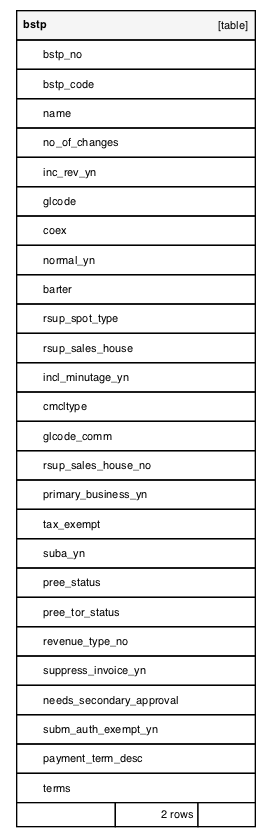 bstp [table]
bstp_no
bstp_code
name
no_of_changes
inc_rev_yn
glcode
coex
normal_yn
barter
rsup_spot_type
rsup_sales_house
incl_minutage_yn
cmcltype
glcode_comm
rsup_sales_house_no
primary_business_yn
tax_exempt
suba_yn
pree_status
pree_tor_status
revenue_type_no
suppress_invoice_yn
needs_secondary_approval
subm_auth_exempt_yn
payment_term_desc
terms
2 rows